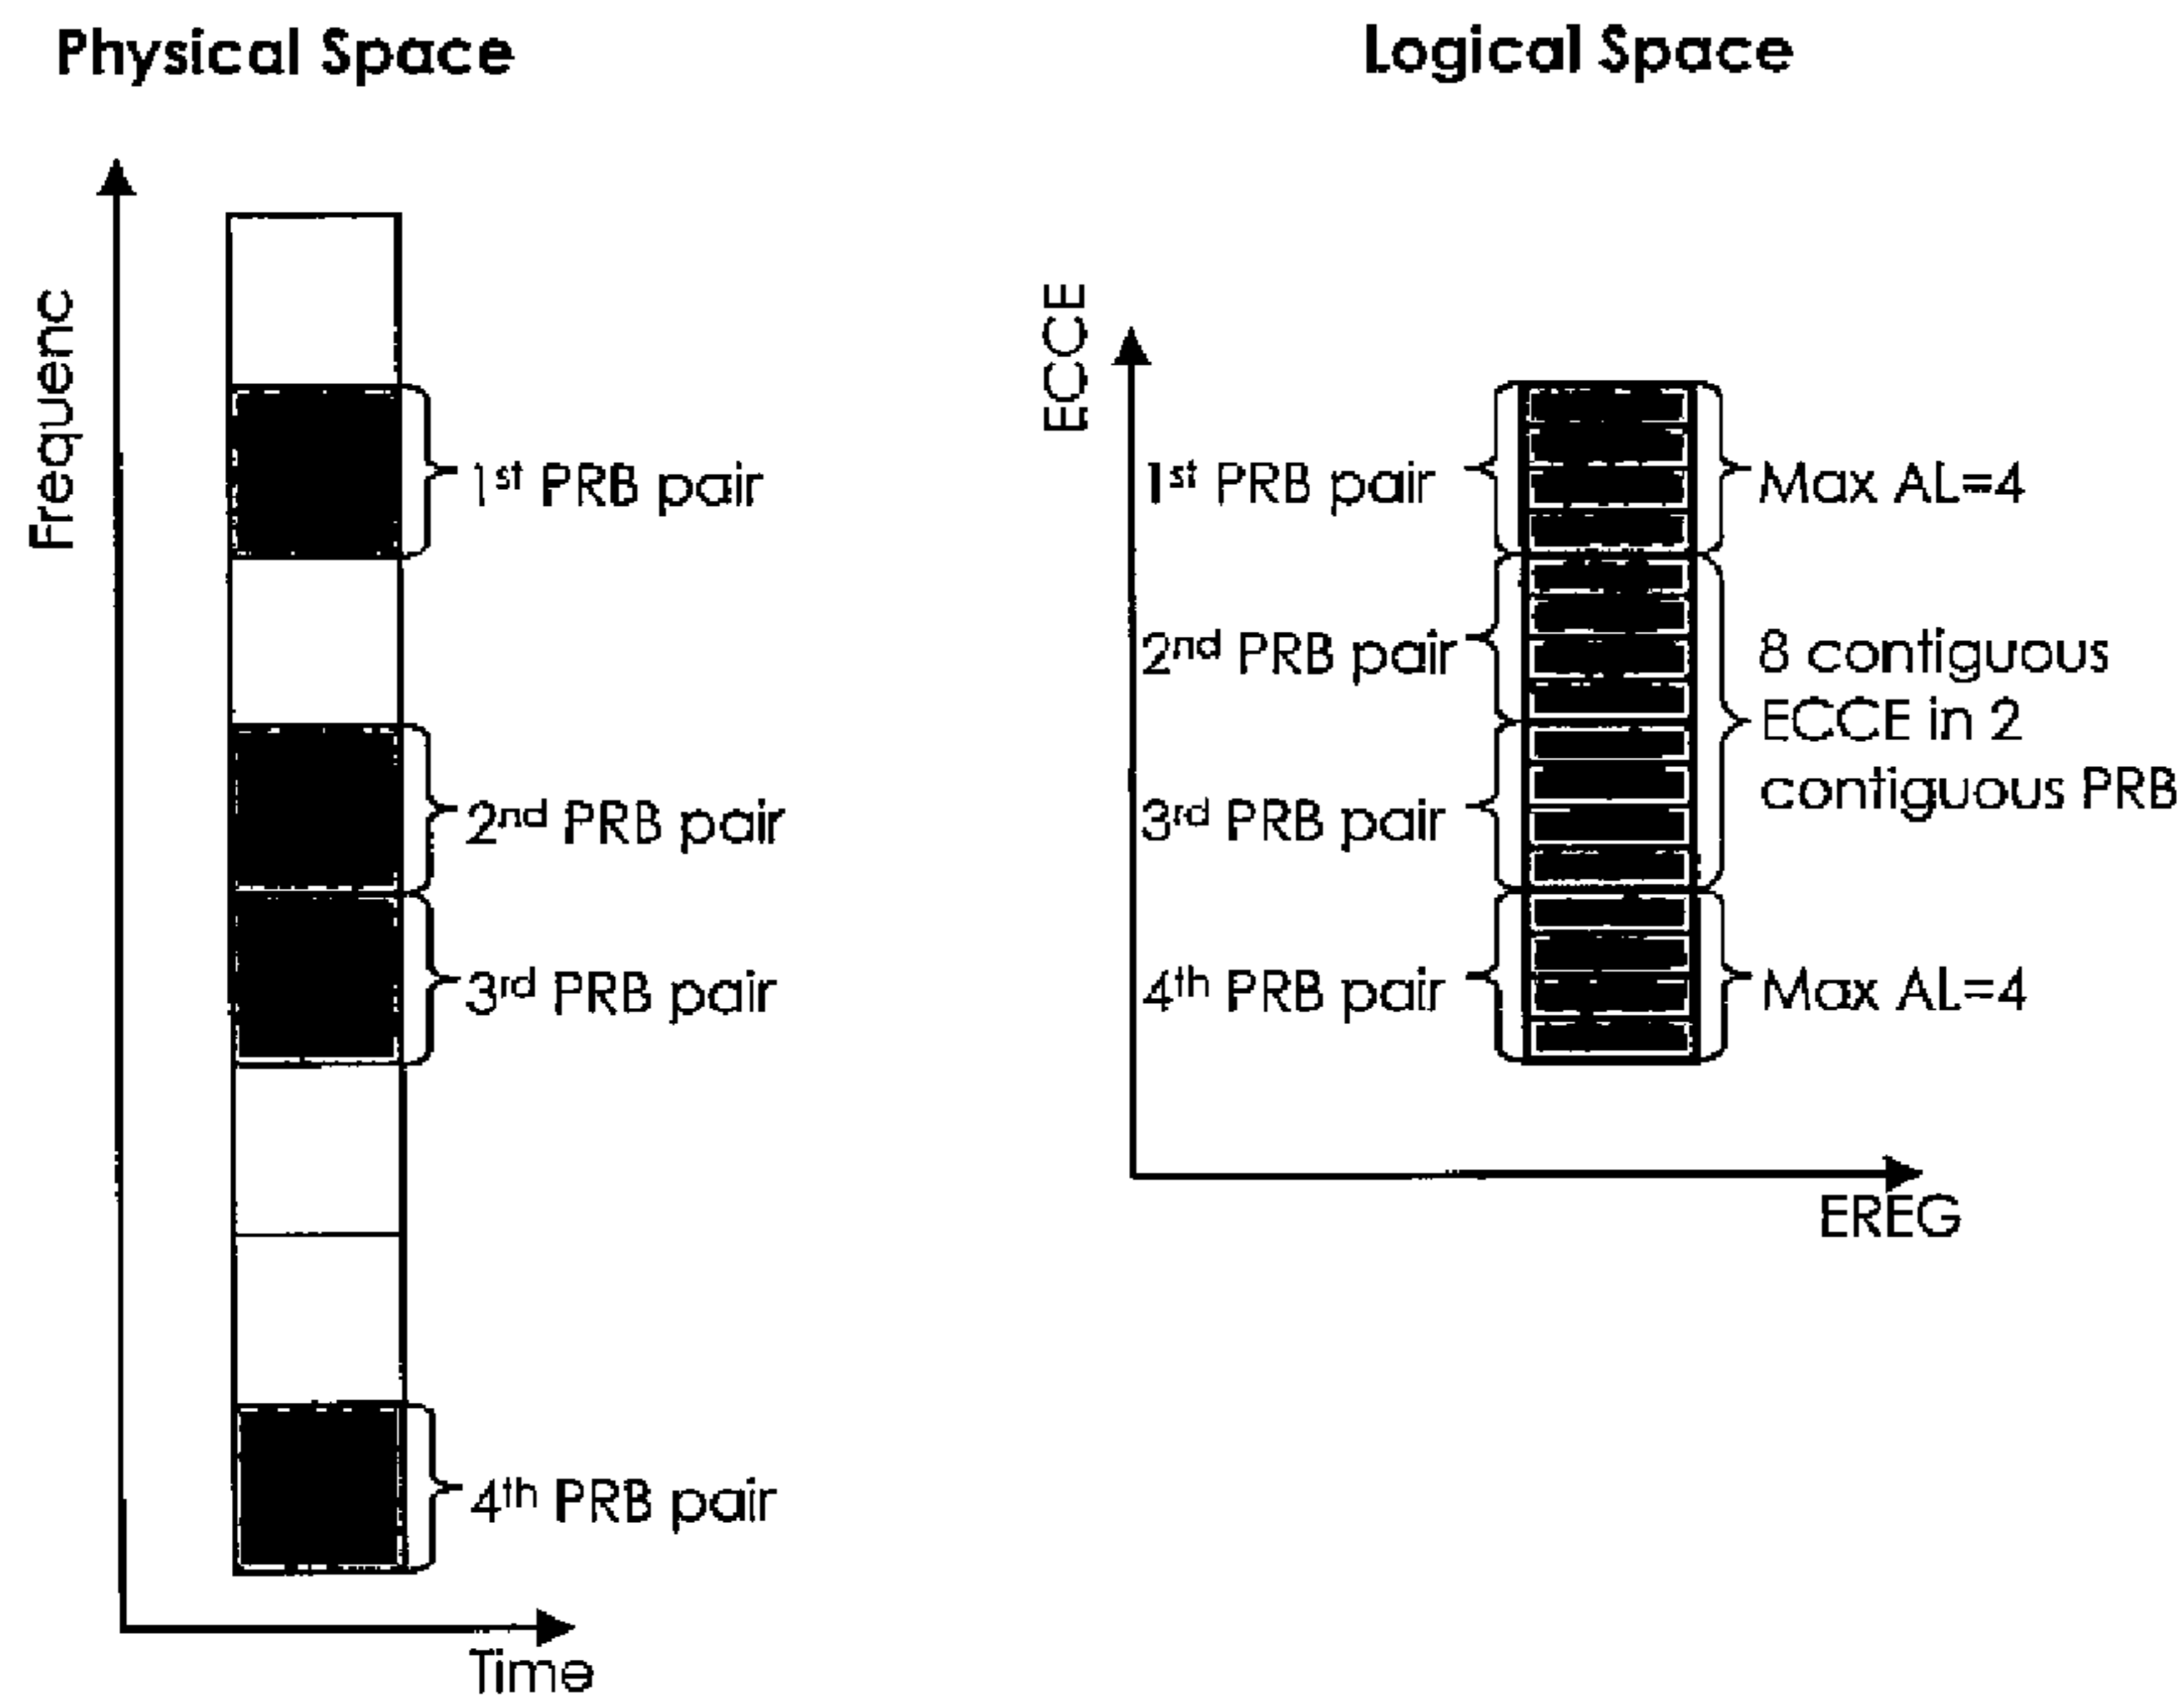 Physical Space
Frequenc
1st PRB pair
2nd PRB pair
3rd PRB pair
4th PRB pair
Time
Logical Space
ECCE
1st PRB pair
2nd PRB pair
3rd PRB pair
4th PRB pair
Max AL=4
8 contiguous
ECCE in 2
contiguous PRB
Max AL=4
EREG